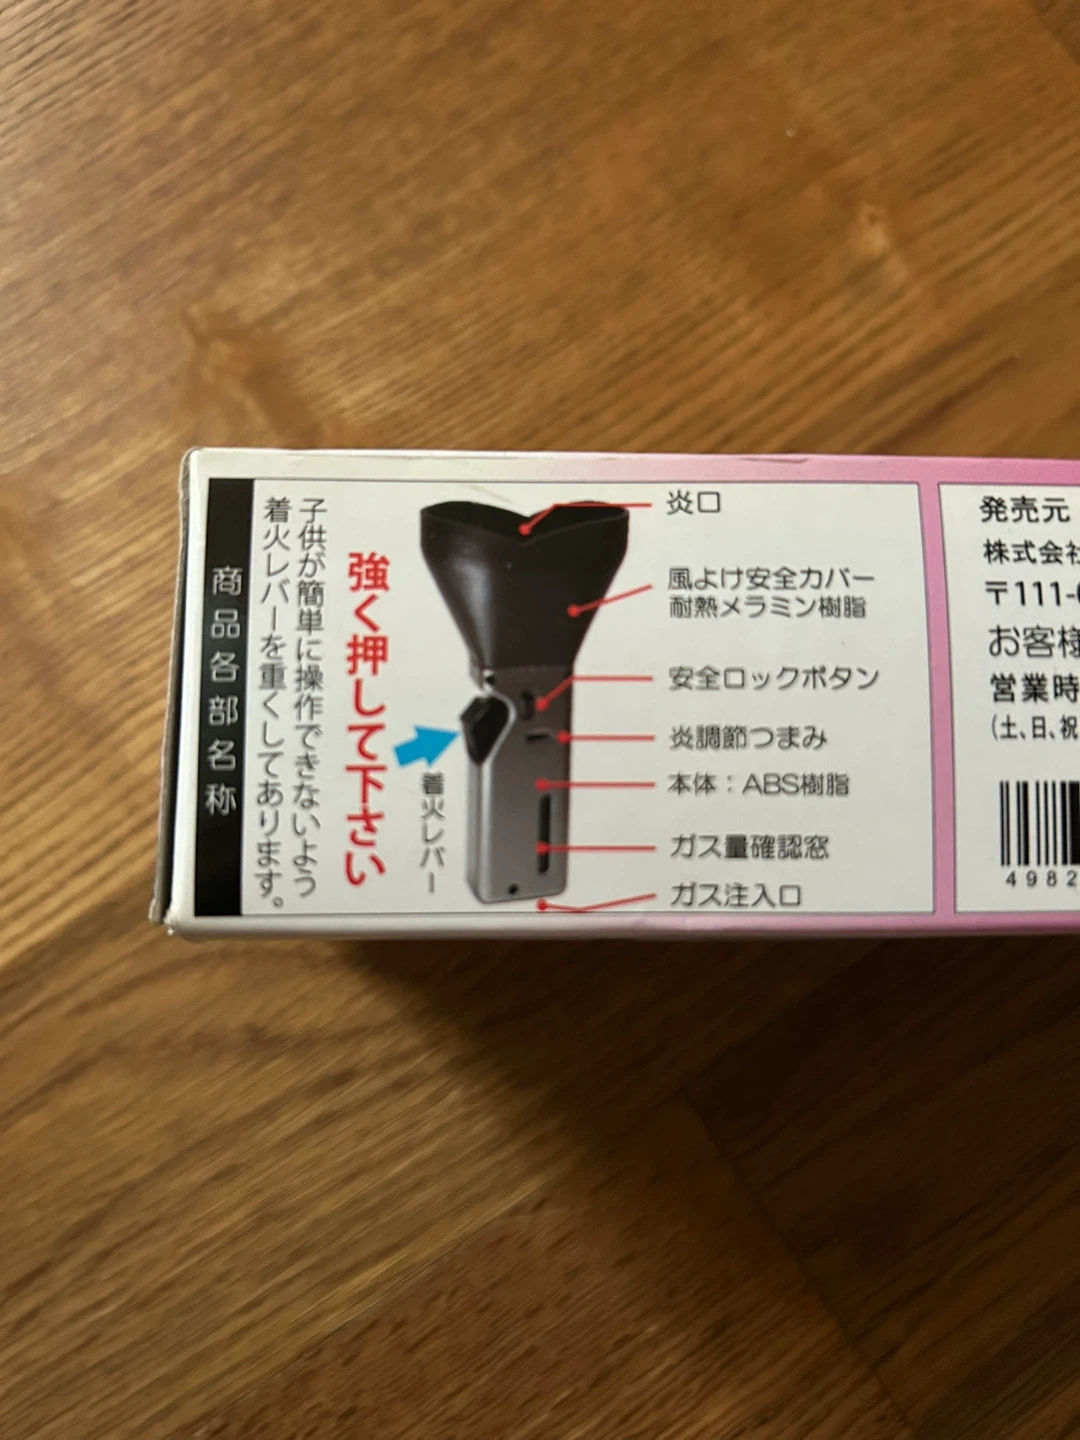 商品各部名称
子供が簡単に操作できないよう
着火レバーを重くしてあります。
強く押して下さい
着火レバー
炎口
風よけ安全カバー
耐熱メラミン樹脂
安全ロックボタン
炎調節つまみ
本体：ABS樹脂
ガス量確認窓
ガス注入口
発売元
株式会社
〒111-
お客様
営業時
(土、日、祝
4982